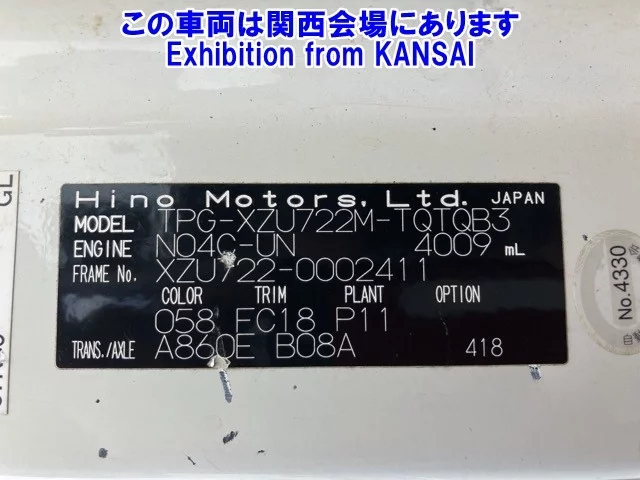 この車両は関西会場にあります
Exhibition from KANSAI
GL
Hino Motors, Ltd. JAPAN
MODEL TPG-XZU722M-TQTQB3
ENGINE N04C-UN 4009 mL
FRAME No. XZU722-0002411
COLOR TRIM PLANT OPTION
058 FC18 P11
TRANS./AXLE A860E B08A 418
No.4330